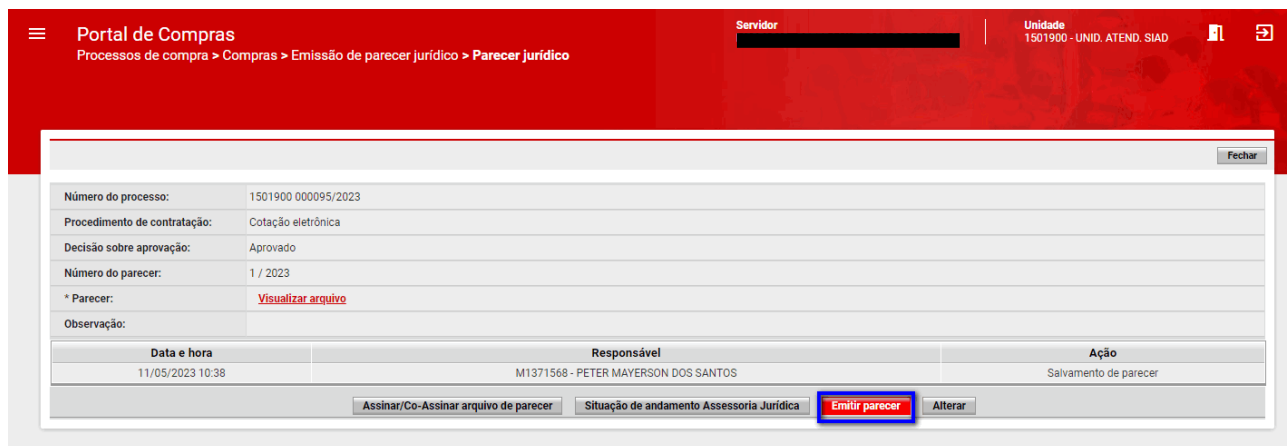 Portal de Compras
Processos de compra > Compras > Emissão de parecer jurídico > Parecer jurídico
Servidor
Unidade
1501900 - UNID. ATEND. SIAD
Fechar
Número do processo: 1501900 000095/2023
Procedimento de contratação: Cotação eletrônica
Decisão sobre aprovação: Aprovado
Número do parecer: 1 / 2023
* Parecer: Visualizar arquivo
Observação:
Data e hora Responsável Ação
11/05/2023 10:38 M1371568 - PETER MAYERSON DOS SANTOS Salvamento de parecer
Assinar/Co-Assinar arquivo de parecer Situação de andamento Assessoria Jurídica Emitir parecer Alterar